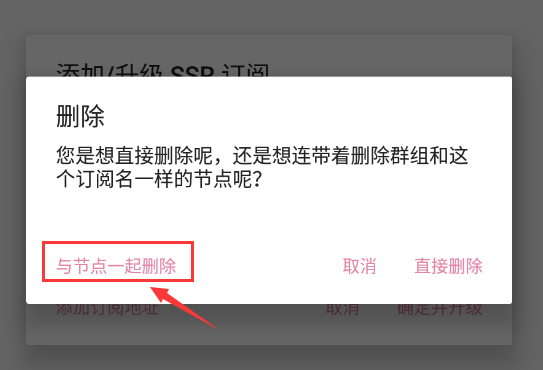 添加/升级 SSR 订阅
删除
您是想直接删除呢，还是想连带着删除群组和这
个订阅名一样的节点呢？
与节点一起删除 取消 直接删除
添加订阅地址 取消 确定并升级